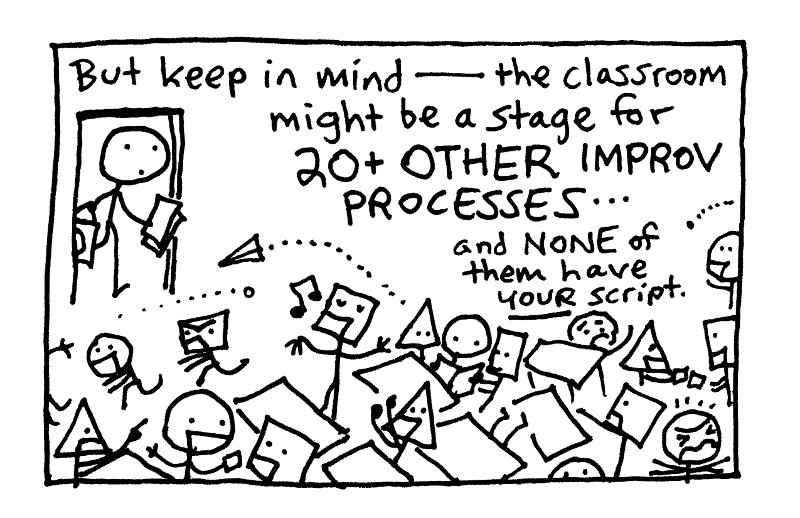 But keep in mind — the classroom
might be a stage for
20+ OTHER IMPROV
PROCESSES...
and NONE of
them have
YOUR script.